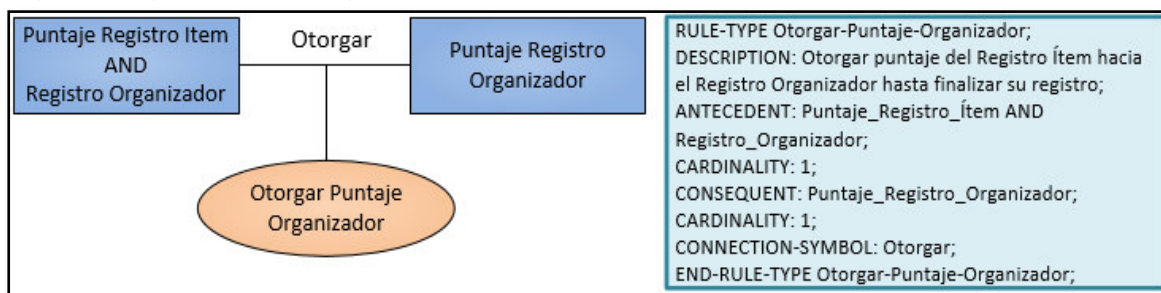 Puntaje Registro Item
AND
Registro Organizador
Otorgar
Puntaje Registro
Organizador
Otorgar Puntaje
Organizador
RULE-TYPE Otorgar-Puntaje-Organizador;
DESCRIPTION: Otorgar puntaje del Registro Ítem hacia
el Registro Organizador hasta finalizar su registro;
ANTECEDENT: Puntaje_Registro_Ítem AND
Registro_Organizador;
CARDINALITY: 1;
CONSEQUENT: Puntaje_Registro_Organizador;
CARDINALITY: 1;
CONNECTION-SYMBOL: Otorgar;
END-RULE-TYPE Otorgar-Puntaje-Organizador;